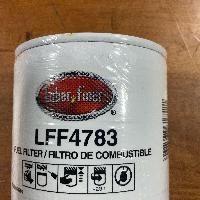 Luber-finer
LFF4783
FUEL FILTER / FILTRO DE COMBUSTIBLE